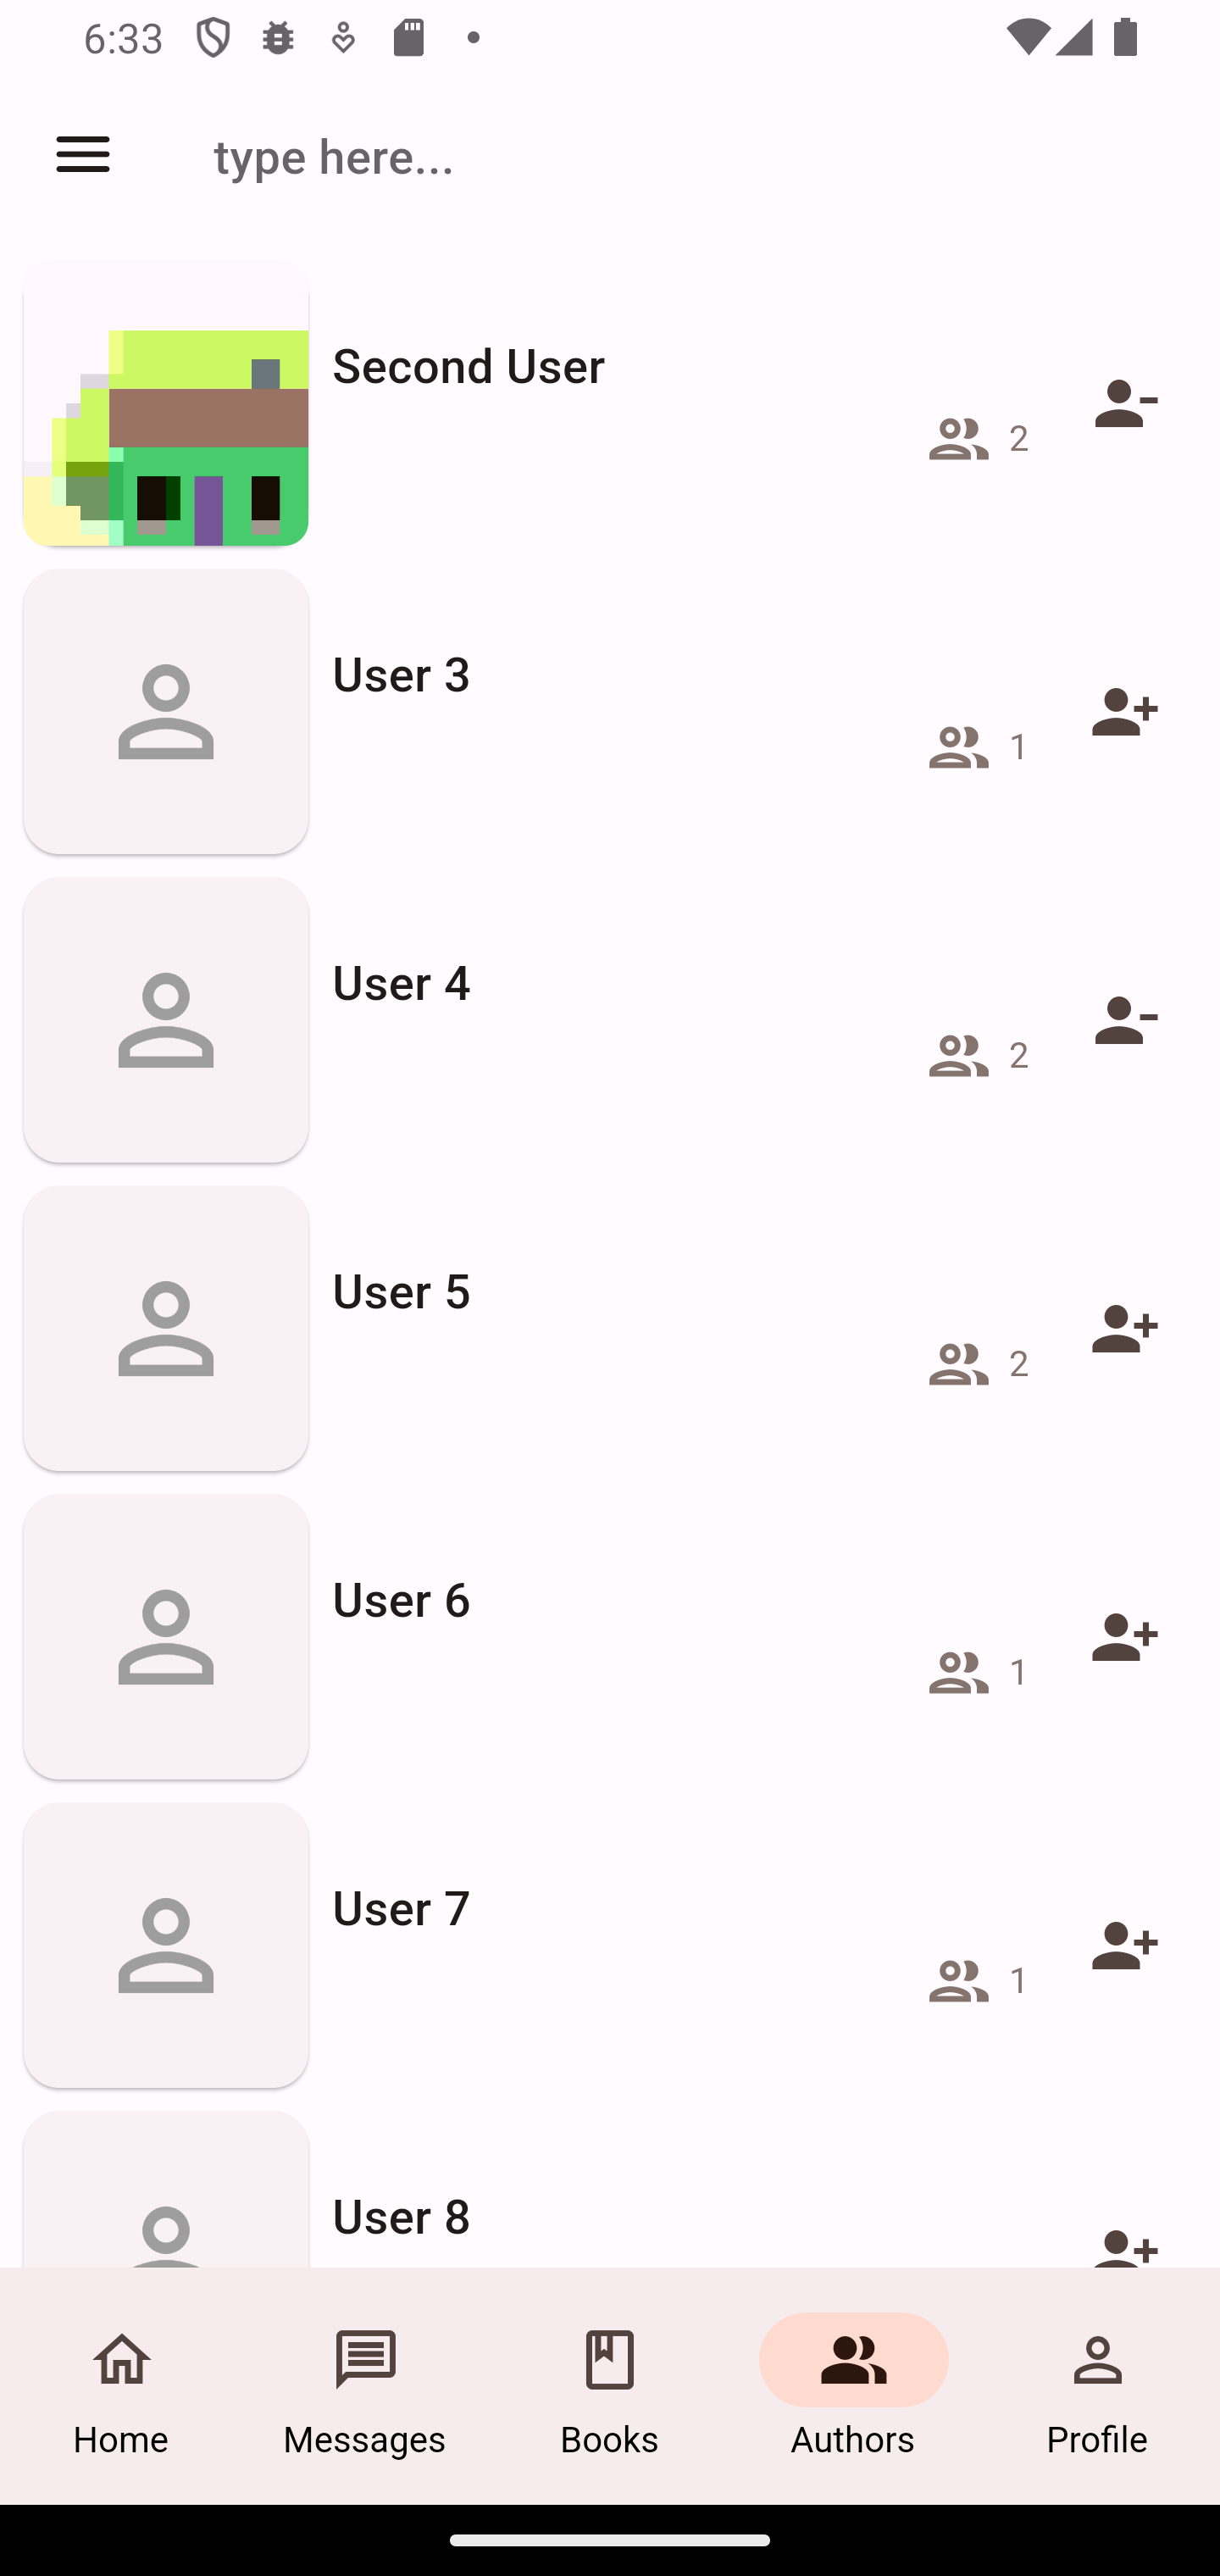 6:33
type here...
Second User
2
User 3
1
User 4
2
User 5
2
User 6
1
User 7
1
User 8
Home
Messages
Books
Authors
Profile